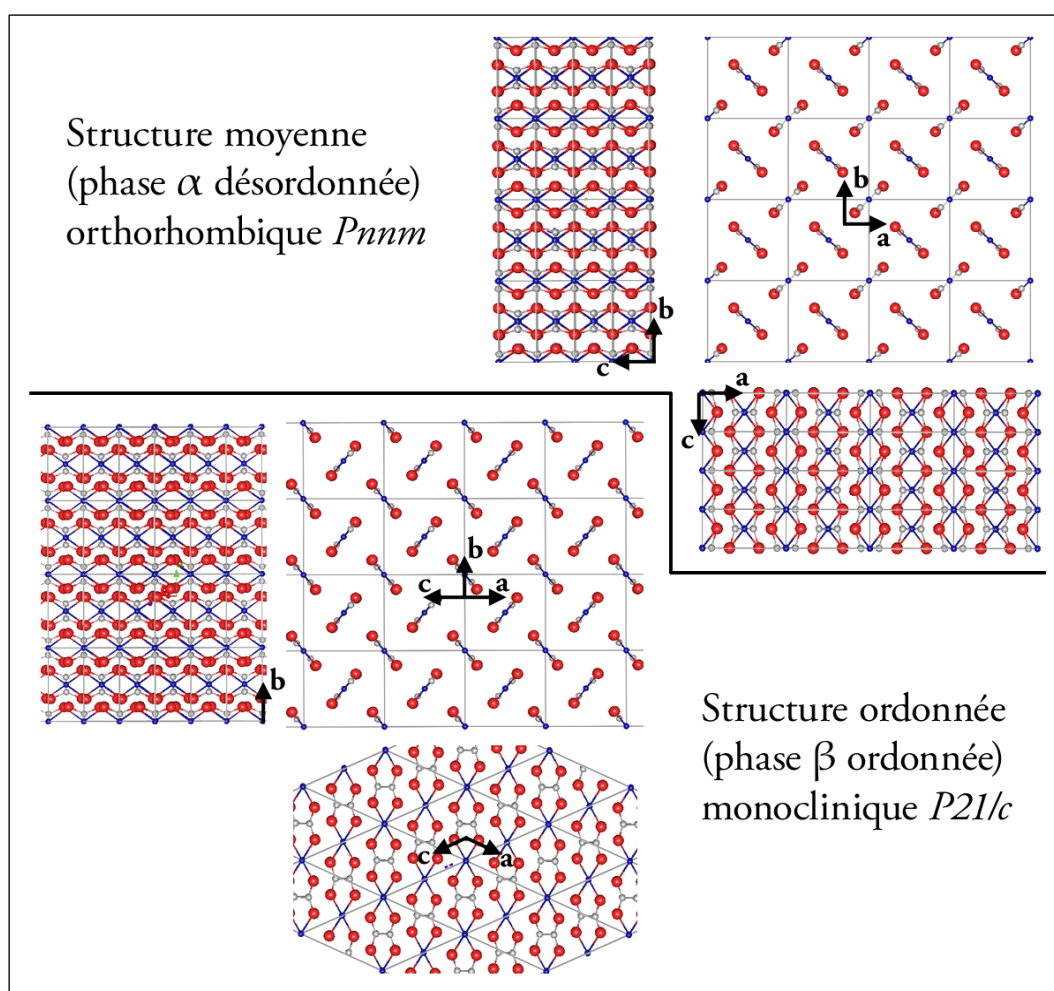 Structure moyenne
(phase α désordonnée)
orthorhombique Pnnm
b
c
b
a
a
c
b
b
c
a
c
a
Structure ordonnée
(phase β ordonnée)
monoclinique P21/c